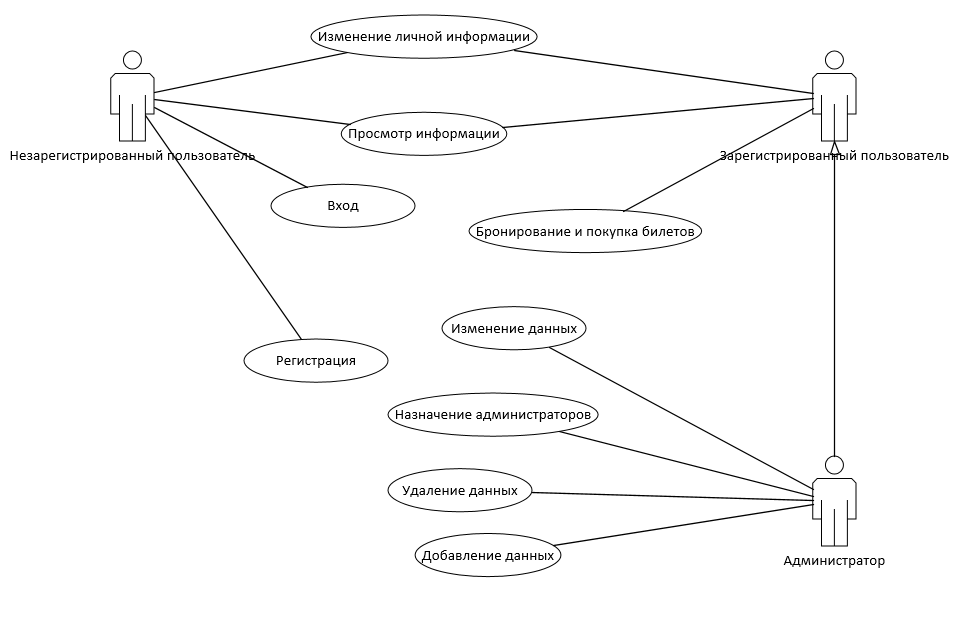 Изменение личной информации
Просмотр информации
Незарегистрированный пользователь
Зарегистрированный пользователь
Вход
Бронирование и покупка билетов
Изменение данных
Регистрация
Назначение администраторов
Удаление данных
Добавление данных
Администратор